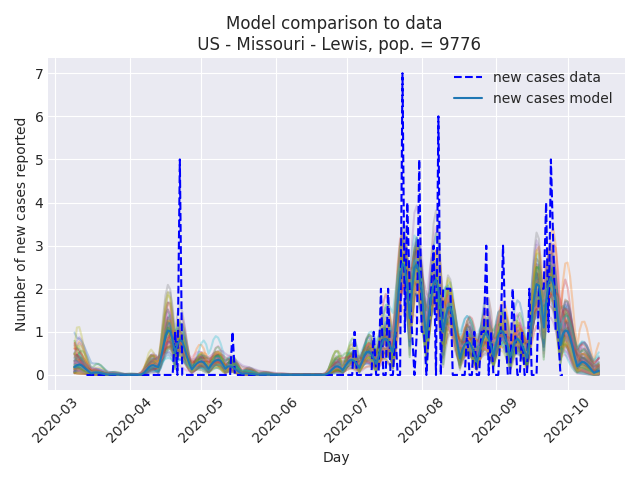 Model comparison to data
US - Missouri - Lewis, pop. = 9776
new cases data
new cases model
Number of new cases reported
7
6
5
4
3
2
1
0
2020-03
2020-04
2020-05
2020-06
2020-07
2020-08
2020-09
2020-10
Day